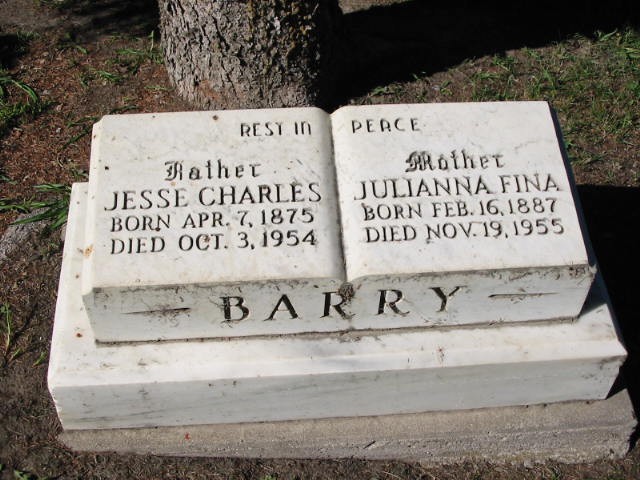 REST IN PEACE
Father
JESSE CHARLES
BORN APR. 7, 1875
DIED OCT. 3, 1954
Mother
JULIANNA FINA
BORN FEB. 16, 1887
DIED NOV. 19, 1955
BARRY